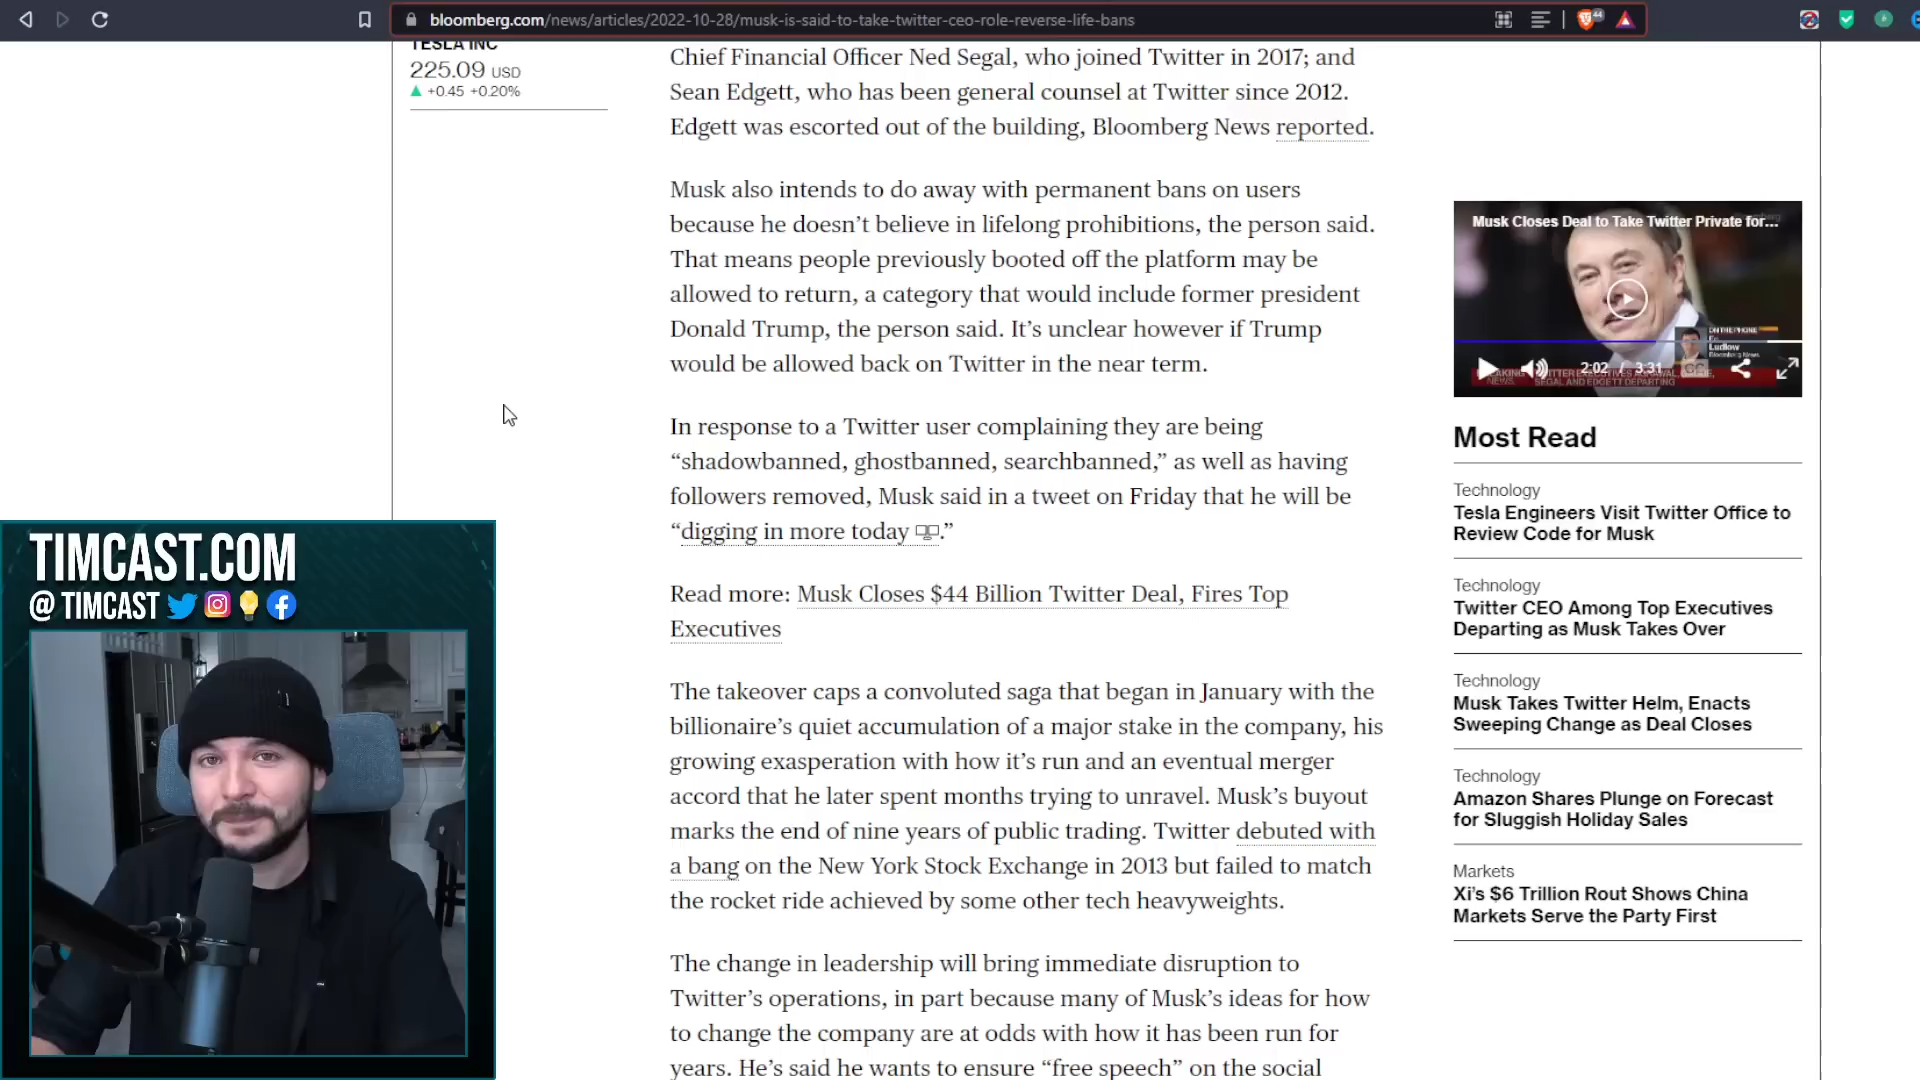 bloomberg.com/news/articles/2022-10-28/musk-is-said-to-take-twitter-ceo-role-reverse-life-bans
44
TESLA INC
225.09 USD
+0.45 +0.20%
Chief Financial Officer Ned Segal, who joined Twitter in 2017; and
Sean Edgett, who has been general counsel at Twitter since 2012.
Edgett was escorted out of the building, Bloomberg News reported.
Musk also intends to do away with permanent bans on users
because he doesn’t believe in lifelong prohibitions, the person said.
That means people previously booted off the platform may be
allowed to return, a category that would include former president
Donald Trump, the person said. It’s unclear however if Trump
would be allowed back on Twitter in the near term.
In response to a Twitter user complaining they are being
“shadowbanned, ghostbanned, searchbanned,” as well as having
followers removed, Musk said in a tweet on Friday that he will be
“digging in more today .”
Read more: Musk Closes $44 Billion Twitter Deal, Fires Top
Executives
The takeover caps a convoluted saga that began in January with the
billionaire’s quiet accumulation of a major stake in the company, his
growing exasperation with how it’s run and an eventual merger
accord that he later spent months trying to unravel. Musk’s buyout
marks the end of nine years of public trading. Twitter debuted with
a bang on the New York Stock Exchange in 2013 but failed to match
the rocket ride achieved by some other tech heavyweights.
The change in leadership will bring immediate disruption to
Twitter’s operations, in part because many of Musk’s ideas for how
to change the company are at odds with how it has been run for
years. He’s said he wants to ensure “free speech” on the social
Musk Closes Deal to Take Twitter Private for...
ON THE PHONE
Ludlow
Bloomberg News
2:02 / 3:31
CC
SEGAL AND EDGETT DEPARTING
Most Read
Technology
Tesla Engineers Visit Twitter Office to
Review Code for Musk
Technology
Twitter CEO Among Top Executives
Departing as Musk Takes Over
Technology
Musk Takes Twitter Helm, Enacts
Sweeping Change as Deal Closes
Technology
Amazon Shares Plunge on Forecast
for Sluggish Holiday Sales
Markets
Xi’s $6 Trillion Rout Shows China
Markets Serve the Party First
TIMCAST.COM
@ TIMCAST